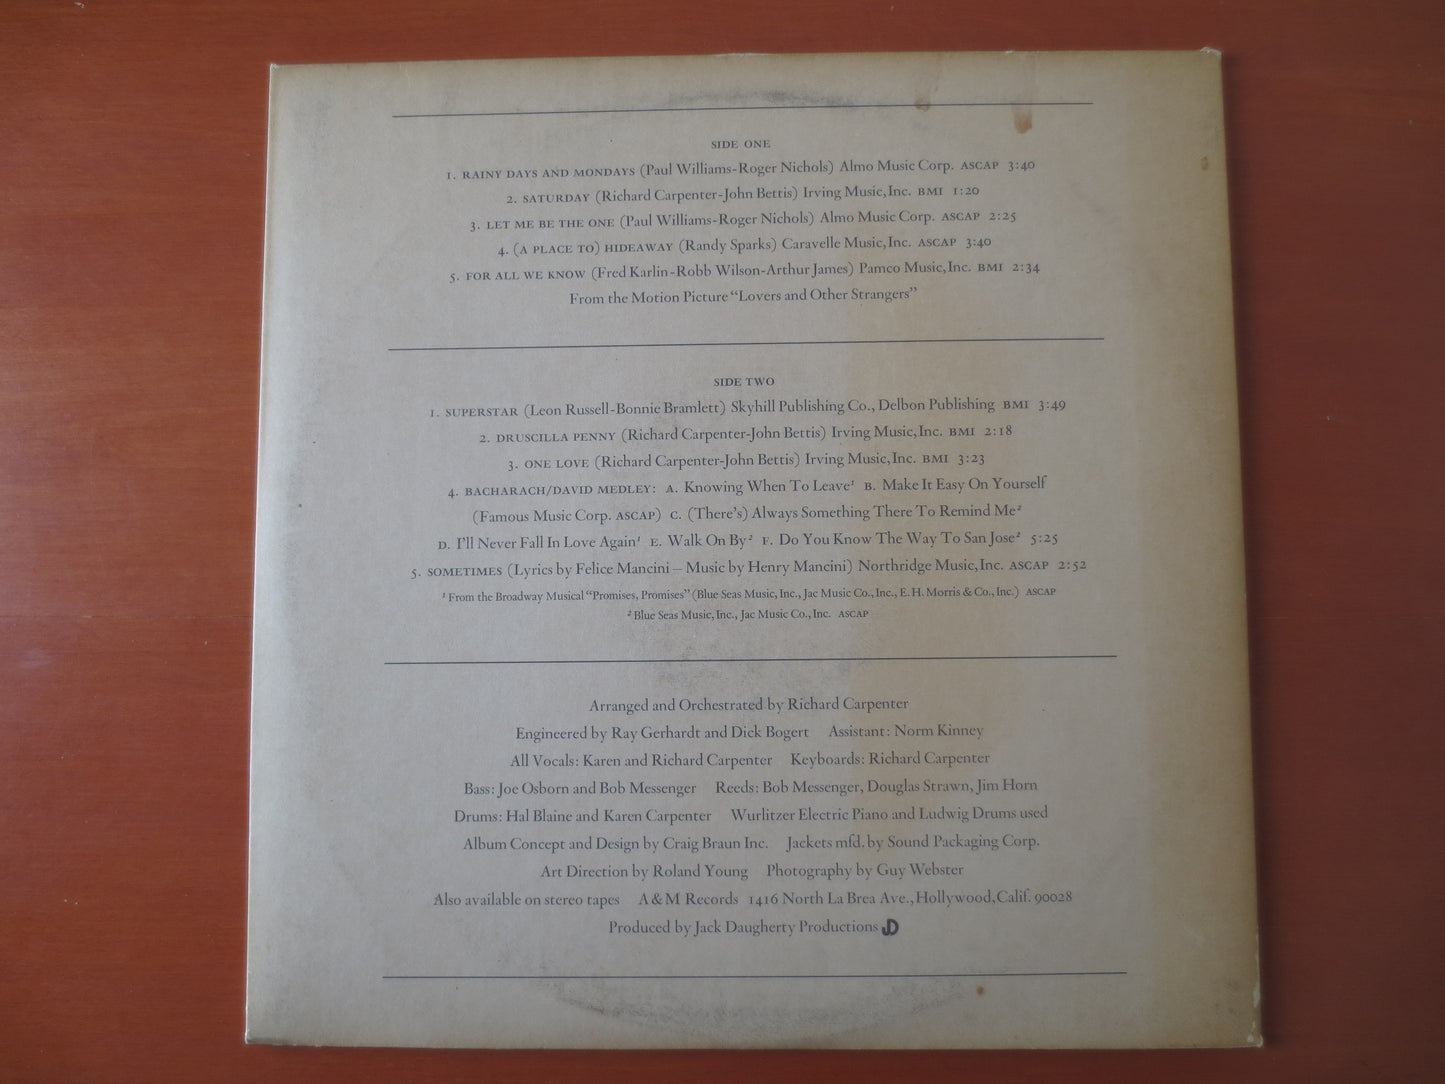 SIDE ONE
1. RAINY DAYS AND MONDAYS (Paul Williams-Roger Nichols) Almo Music Corp. ASCAP 3:40
2. SATURDAY (Richard Carpenter-John Bettis) Irving Music, Inc. BMI 1:20
3. LET ME BE THE ONE (Paul Williams-Roger Nichols) Almo Music Corp. ASCAP 2:25
4. (A PLACE TO) HIDEAWAY (Randy Sparks) Caravelle Music, Inc. ASCAP 3:40
5. FOR ALL WE KNOW (Fred Karlin-Robb Wilson-Arthur James) Pamco Music, Inc. BMI 2:34
From the Motion Picture “Lovers and Other Strangers”
SIDE TWO
1. SUPERSTAR (Leon Russell-Bonnie Bramlett) Skyhill Publishing Co., Delbon Publishing BMI 3:49
2. DRUSCILLA PENNY (Richard Carpenter-John Bettis) Irving Music, Inc. BMI 2:18
3. ONE LOVE (Richard Carpenter-John Bettis) Irving Music, Inc. BMI 3:23
4. BACHARACH/DAVID MEDLEY: A. Knowing When To Leave¹ B. Make It Easy On Yourself
(Famous Music Corp. ASCAP) C. (There's) Always Something There To Remind Me²
D. I'll Never Fall In Love Again¹ E. Walk On By² F. Do You Know The Way To San Jose² 5:25
5. SOMETIMES (Lyrics by Felice Mancini – Music by Henry Mancini) Northridge Music, Inc. ASCAP 2:52
¹ From the Broadway Musical “Promises, Promises” (Blue Seas Music, Inc., Jac Music Co., Inc., E. H. Morris & Co., Inc.) ASCAP
² Blue Seas Music, Inc., Jac Music Co., Inc. ASCAP
Arranged and Orchestrated by Richard Carpenter
Engineered by Ray Gerhardt and Dick Bogert Assistant: Norm Kinney
All Vocals: Karen and Richard Carpenter Keyboards: Richard Carpenter
Bass: Joe Osborn and Bob Messenger Reeds: Bob Messenger, Douglas Strawn, Jim Horn
Drums: Hal Blaine and Karen Carpenter Wurlitzer Electric Piano and Ludwig Drums used
Album Concept and Design by Craig Braun Inc. Jackets mfd. by Sound Packaging Corp.
Art Direction by Roland Young Photography by Guy Webster
Also available on stereo tapes A & M Records 1416 North La Brea Ave., Hollywood, Calif. 90028
Produced by Jack Daugherty Productions JD